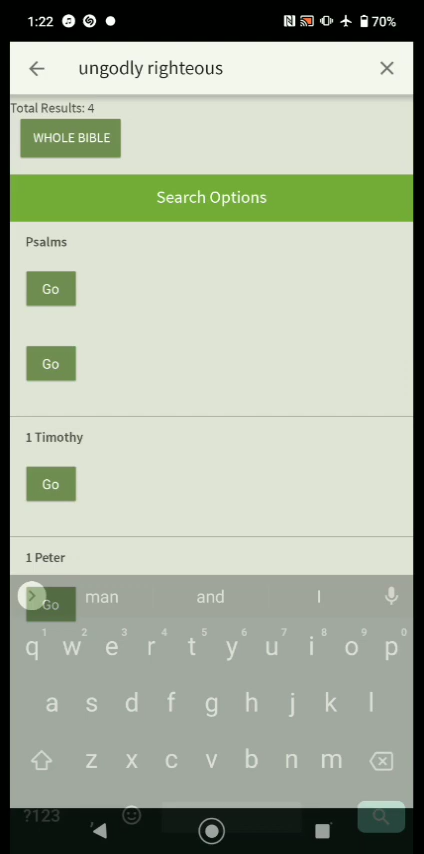 1:22
70%
ungodly righteous
Total Results: 4
WHOLE BIBLE
Search Options
Psalms
Go
Go
1 Timothy
Go
1 Peter
Go
man and I
1 2 3 4 5 6 7 8 9 0
q w e r t y u i o p
a s d f g h j k l
z x c v b n m
?123 ,